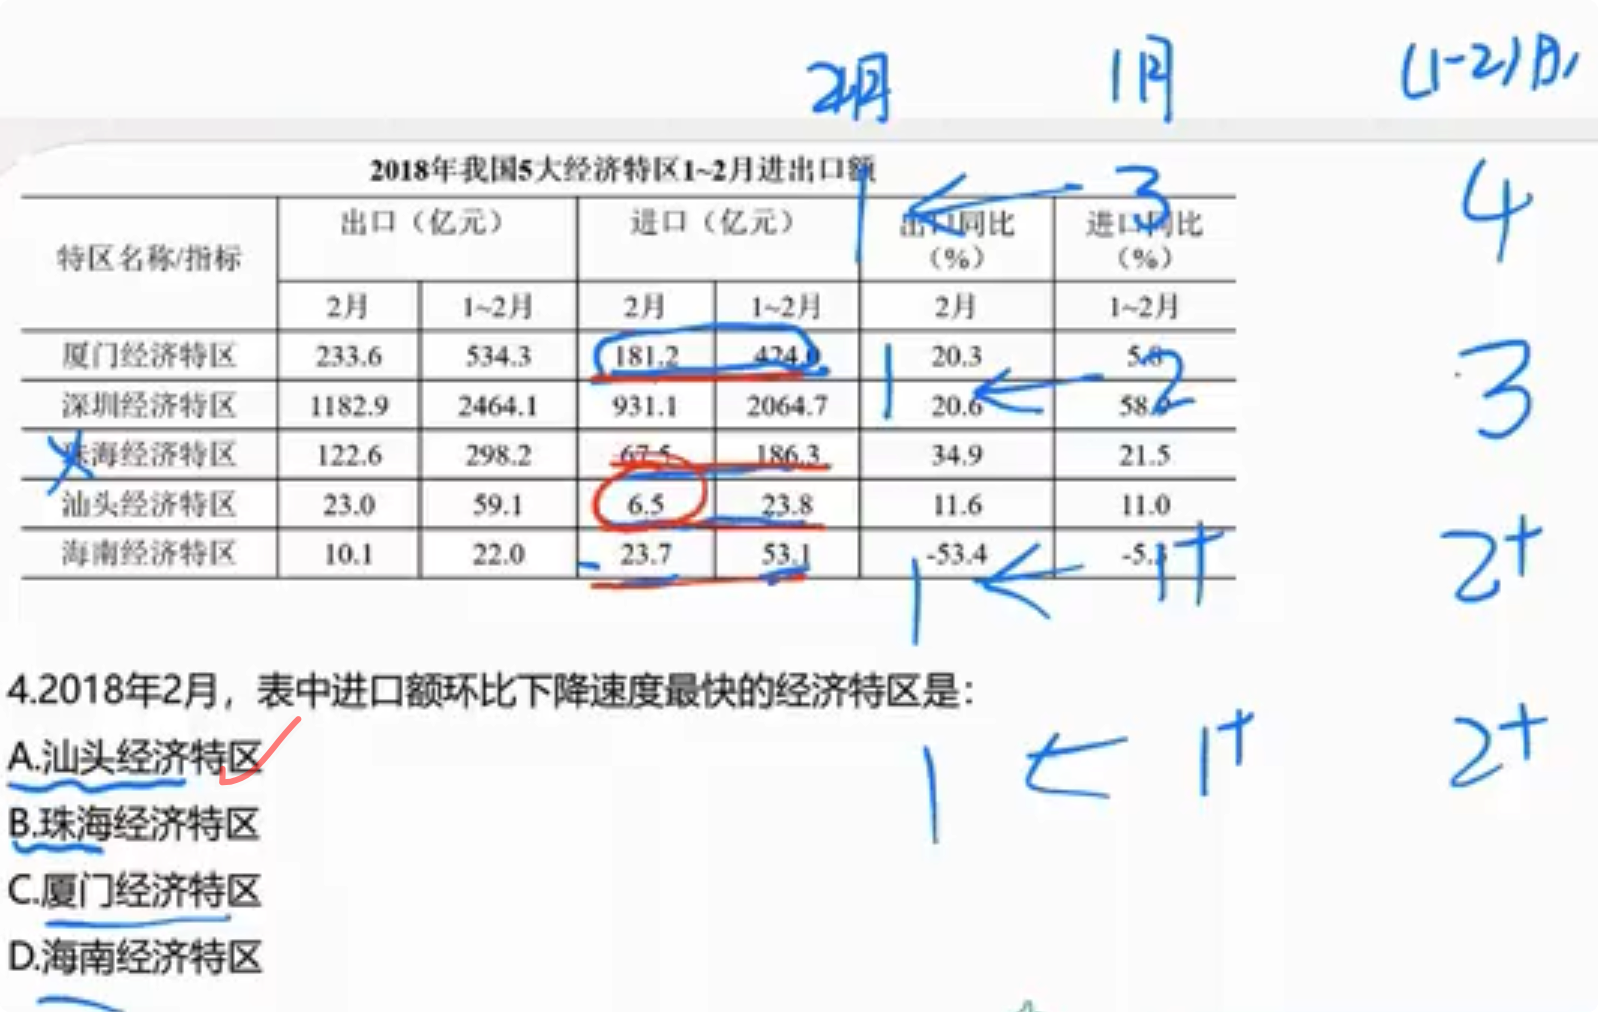 2月 1月 (1-2)月
2018年我国5大经济特区1~2月进出口额
1 ← 3 4
特区名称/指标 出口（亿元） 进口（亿元） 出口同比（%） 进口同比（%）
2月 1~2月 2月 1~2月 2月 1~2月
厦门经济特区 233.6 534.3 181.2 424.0 20.3
1 ← 2 3
深圳经济特区 1182.9 2464.1 931.1 2064.7 20.6
珠海经济特区 122.6 298.2 67.5 186.3 34.9 21.5
汕头经济特区 23.0 59.1 6.5 23.8 11.6 11.0
海南经济特区 10.1 22.0 23.7 53.1 -53.4
1 ← 1+ 2+
4.2018年2月，表中进口额环比下降速度最快的经济特区是：
A.汕头经济特区
1 ← 1+ 2+
B.珠海经济特区
C.厦门经济特区
D.海南经济特区